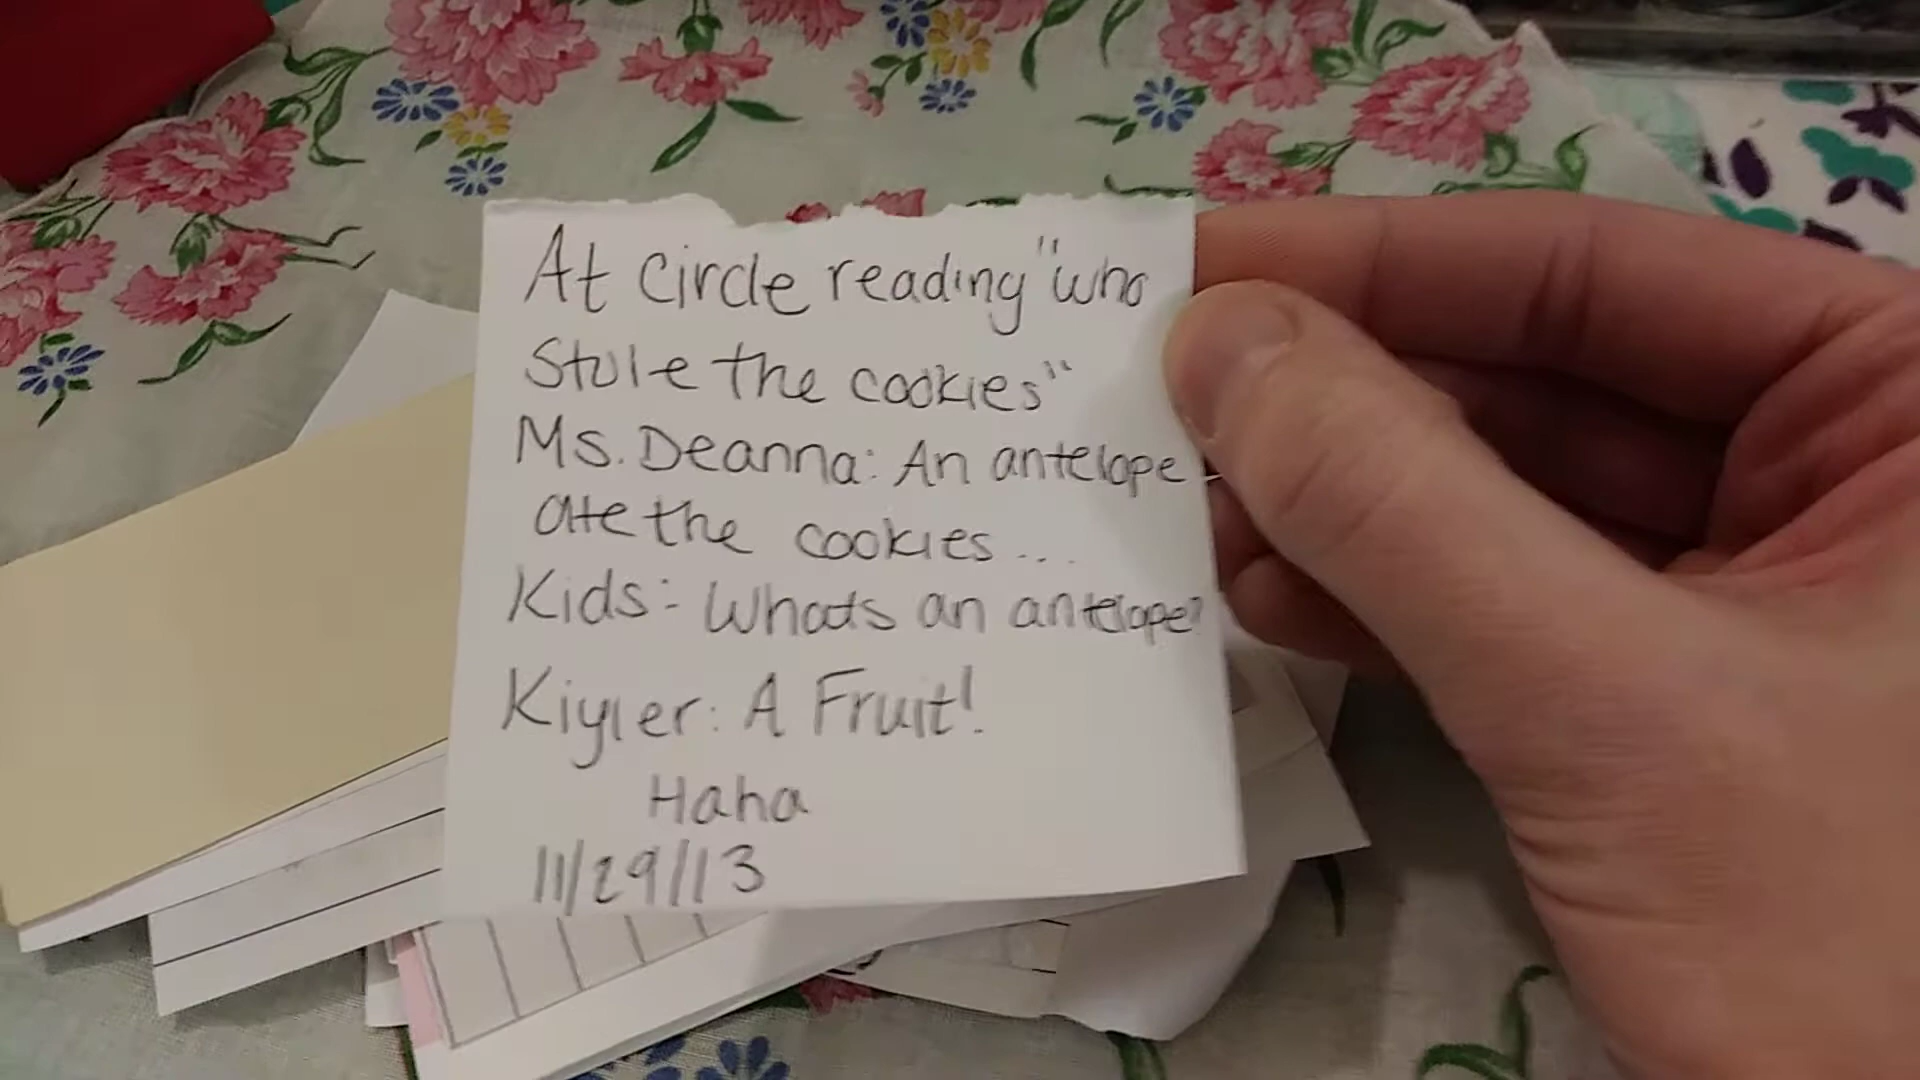 At Circle reading "who
Stole the cookies"
Ms. Deanna: An antelope
ate the cookies...
Kids: Whats an antelope?
Kiyler: A Fruit!
Haha
11/29/13